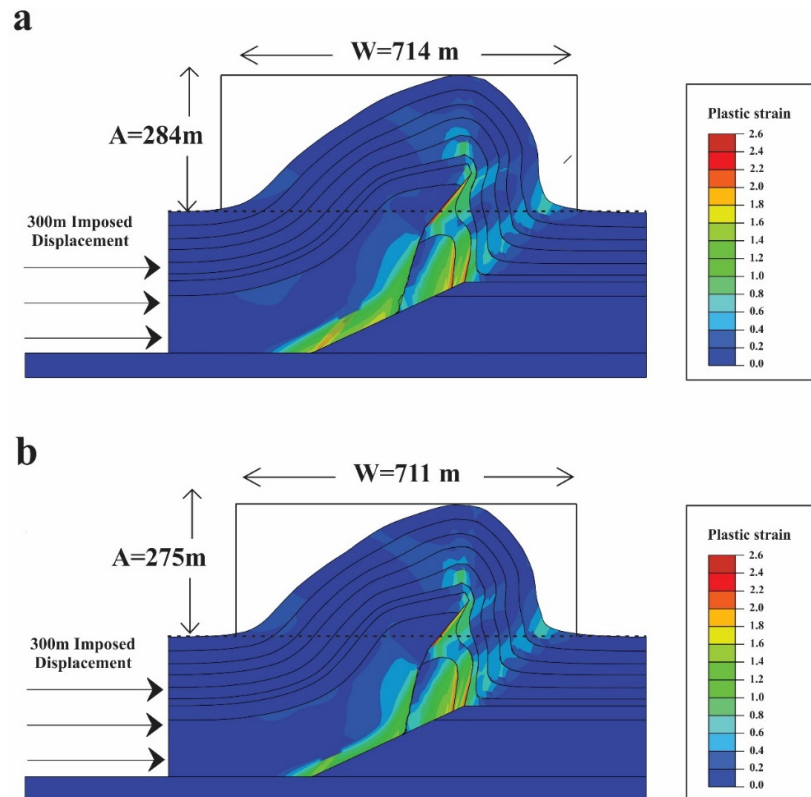 a
W=714 m
A=284m
300m Imposed
Displacement
Plastic strain
2.6
2.4
2.2
2.0
1.8
1.6
1.4
1.2
1.0
0.8
0.6
0.4
0.2
0.0
b
W=711 m
A=275m
300m Imposed
Displacement
Plastic strain
2.6
2.4
2.2
2.0
1.8
1.6
1.4
1.2
1.0
0.8
0.6
0.4
0.2
0.0